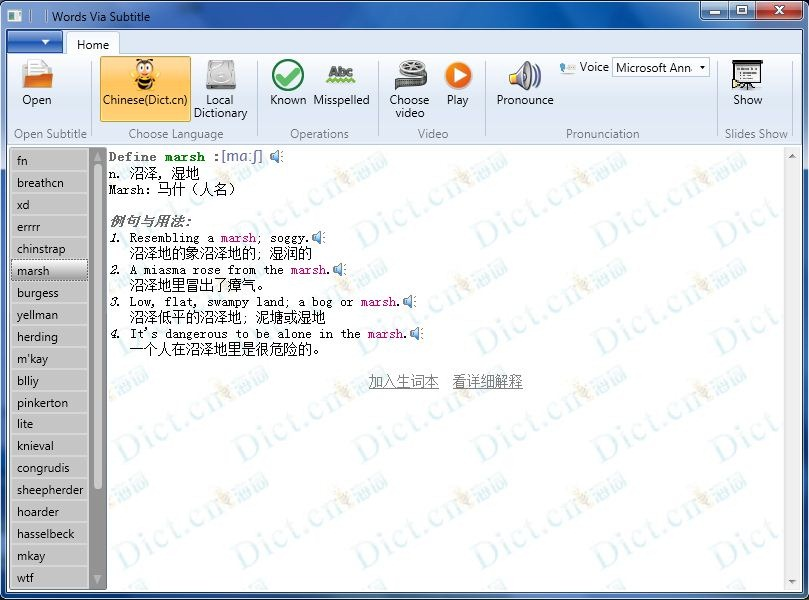 Words Via Subtitle
Home
Open
Chinese(Dict.cn)
Local
Dictionary
Known
Misspelled
Choose
video
Play
Pronounce
Voice
Microsoft Ann
Show
Open Subtitle
Choose Language
Operations
Video
Pronunciation
Slides Show
fn
breathcn
xd
errrr
chinstrap
marsh
burgess
yellman
herding
m'kay
blliy
pinkerton
lite
knieval
congrudis
sheepherder
hoarder
hasselbeck
mkay
wtf
Define marsh :[mɑːʃ]
n. 沼泽, 湿地
Marsh: 马什（人名）
例句与用法:
1. Resembling a marsh; soggy.
沼泽地的象沼泽地的; 湿润的
2. A miasma rose from the marsh.
沼泽地里冒出了瘴气。
3. Low, flat, swampy land; a bog or marsh.
沼泽低平的沼泽地; 泥塘或湿地
4. It's dangerous to be alone in the marsh.
一个人在沼泽地里是很危险的。
加入生词本 看详细解释
Dict.cn 海词